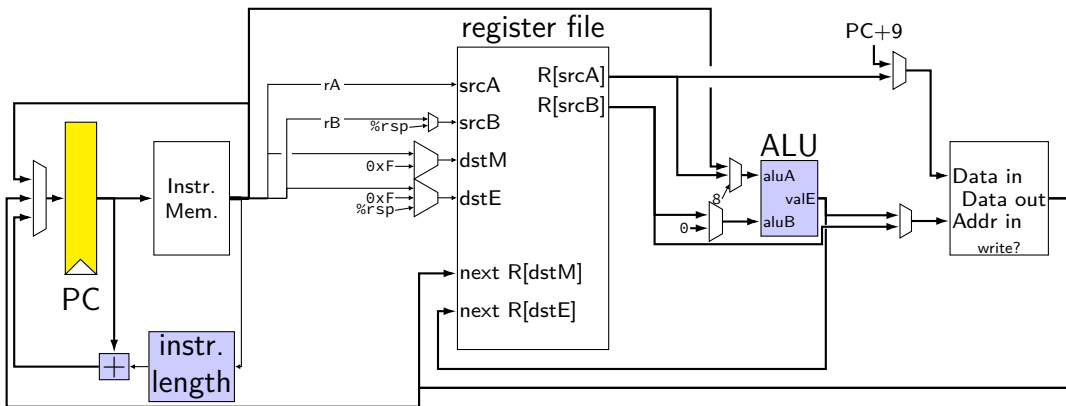 register file
PC+9
rA
srcA
R[srcA]
R[srcB]
rB
%rsp
srcB
0xF
dstM
0xF
%rsp
dstE
next R[dstM]
next R[dstE]
PC
Instr.
Mem.
instr.
length
+
ALU
aluA
valE
aluB
8
0
Data in
Data out
Addr in
write?